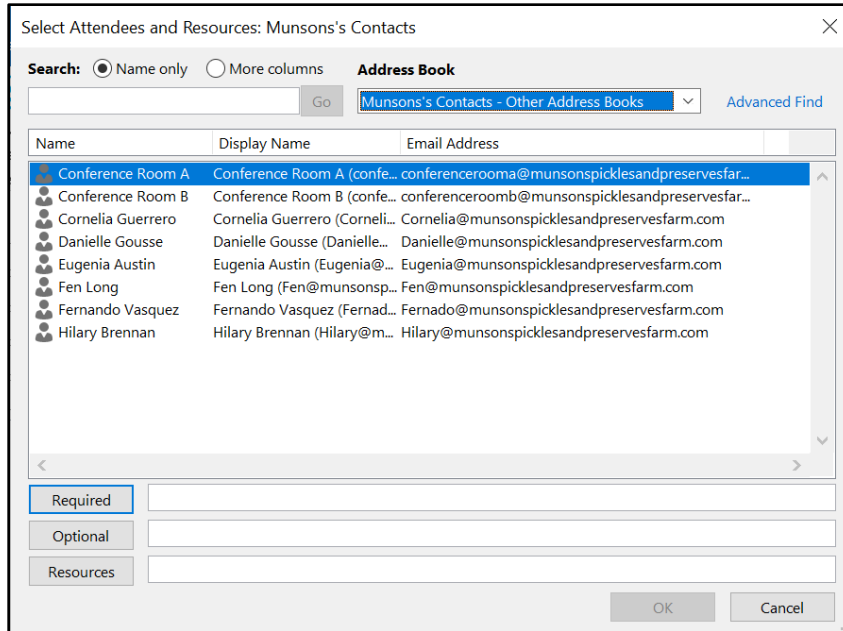 Select Attendees and Resources: Munsons's Contacts
Search: Name only More columns Address Book
Go Munsons's Contacts - Other Address Books Advanced Find
Name Display Name Email Address
Conference Room A Conference Room A (confe... conferencerooma@munsonspicklesandpreservesfar...
Conference Room B Conference Room B (confe... conferenceroomb@munsonspicklesandpreservesfar...
Cornelia Guerrero Cornelia Guerrero (Corneli... Cornelia@munsonspicklesandpreservesfarm.com
Danielle Gousse Danielle Gousse (Danielle... Danielle@munsonspicklesandpreservesfarm.com
Eugenia Austin Eugenia Austin (Eugenia@... Eugenia@munsonspicklesandpreservesfarm.com
Fen Long Fen Long (Fen@munsonsp... Fen@munsonspicklesandpreservesfarm.com
Fernando Vasquez Fernando Vasquez (Fernad... Fernado@munsonspicklesandpreservesfarm.com
Hilary Brennan Hilary Brennan (Hilary@m... Hilary@munsonspicklesandpreservesfarm.com
Required
Optional
Resources
OK Cancel